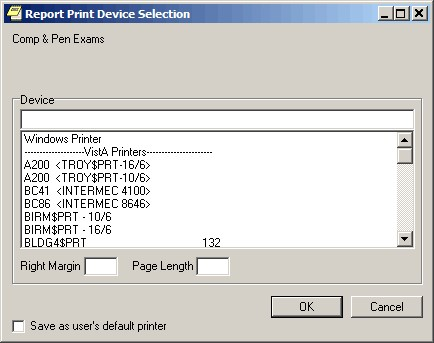 Report Print Device Selection
Comp & Pen Exams
Device
Windows Printer
--------------------VistA Printers----------------------
A200 <TROY$PRT-16/6>
A200 <TROY$PRT-10/6>
BC41 <INTERMEC 4100>
BC86 <INTERMEC 8646>
BIRM$PRT - 10/6
BIRM$PRT - 16/6
BLDG4$PRT 132
Right Margin Page Length
OK Cancel
Save as user's default printer